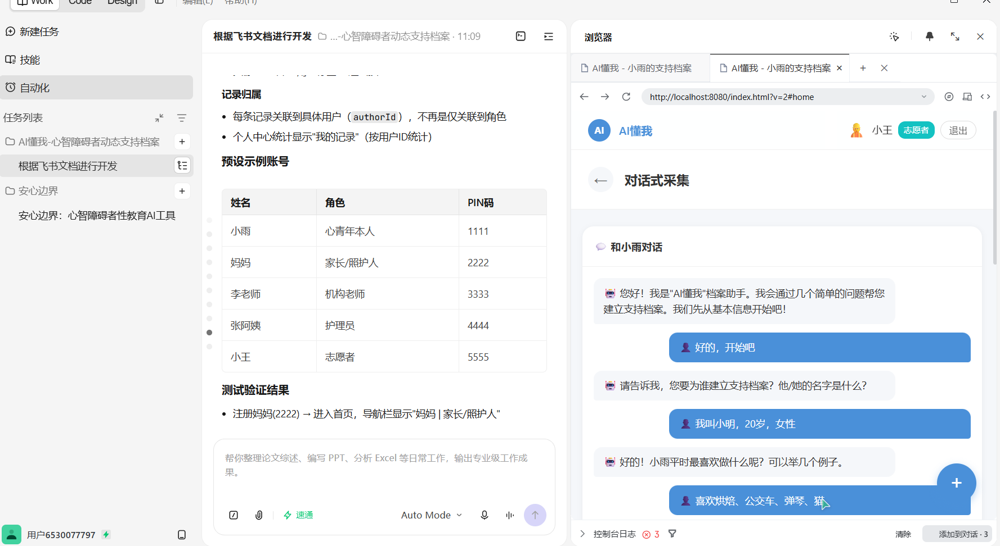 Work
Code
Design
编辑(E)
帮助(H)
新建任务
技能
自动化
任务列表
AI懂我-心智障碍者动态支持档案
根据飞书文档进行开发
安心边界
安心边界：心智障碍者性教育AI工具
用户6530077797
根据飞书文档进行开发
...-心智障碍者动态支持档案 · 11:09
记录归属
• 每条记录关联到具体用户（authorId），不再是仅关联到角色
• 个人中心统计显示"我的记录"（按用户ID统计）
预设示例账号
姓名 角色 PIN码
小雨 心青年本人 1111
妈妈 家长/照护人 2222
李老师 机构老师 3333
张阿姨 护理员 4444
小王 志愿者 5555
测试验证结果
• 注册妈妈(2222) → 进入首页，导航栏显示"妈妈 | 家长/照护人"
帮你整理论文综述、编写 PPT、分析 Excel 等日常工作，输出专业级工作成
果。
速通
Auto Mode
浏览器
AI懂我 - 小雨的支持档案
AI懂我 - 小雨的支持档案
http://localhost:8080/index.html?v=2#home
AI
AI懂我
小王
志愿者
退出
对话式采集
和小雨对话
您好！我是"AI懂我"档案助手。我会通过几个简单的问题帮您
建立支持档案。我们先从基本信息开始吧！
好的，开始吧
请告诉我，您要为谁建立支持档案？他/她的名字是什么？
我叫小明，20岁，女性
好的！小雨平时最喜欢做什么呢？可以举几个例子。
喜欢烘焙、公交车、弹琴、猫
控制台日志
3
清除
添加到对话 · 3